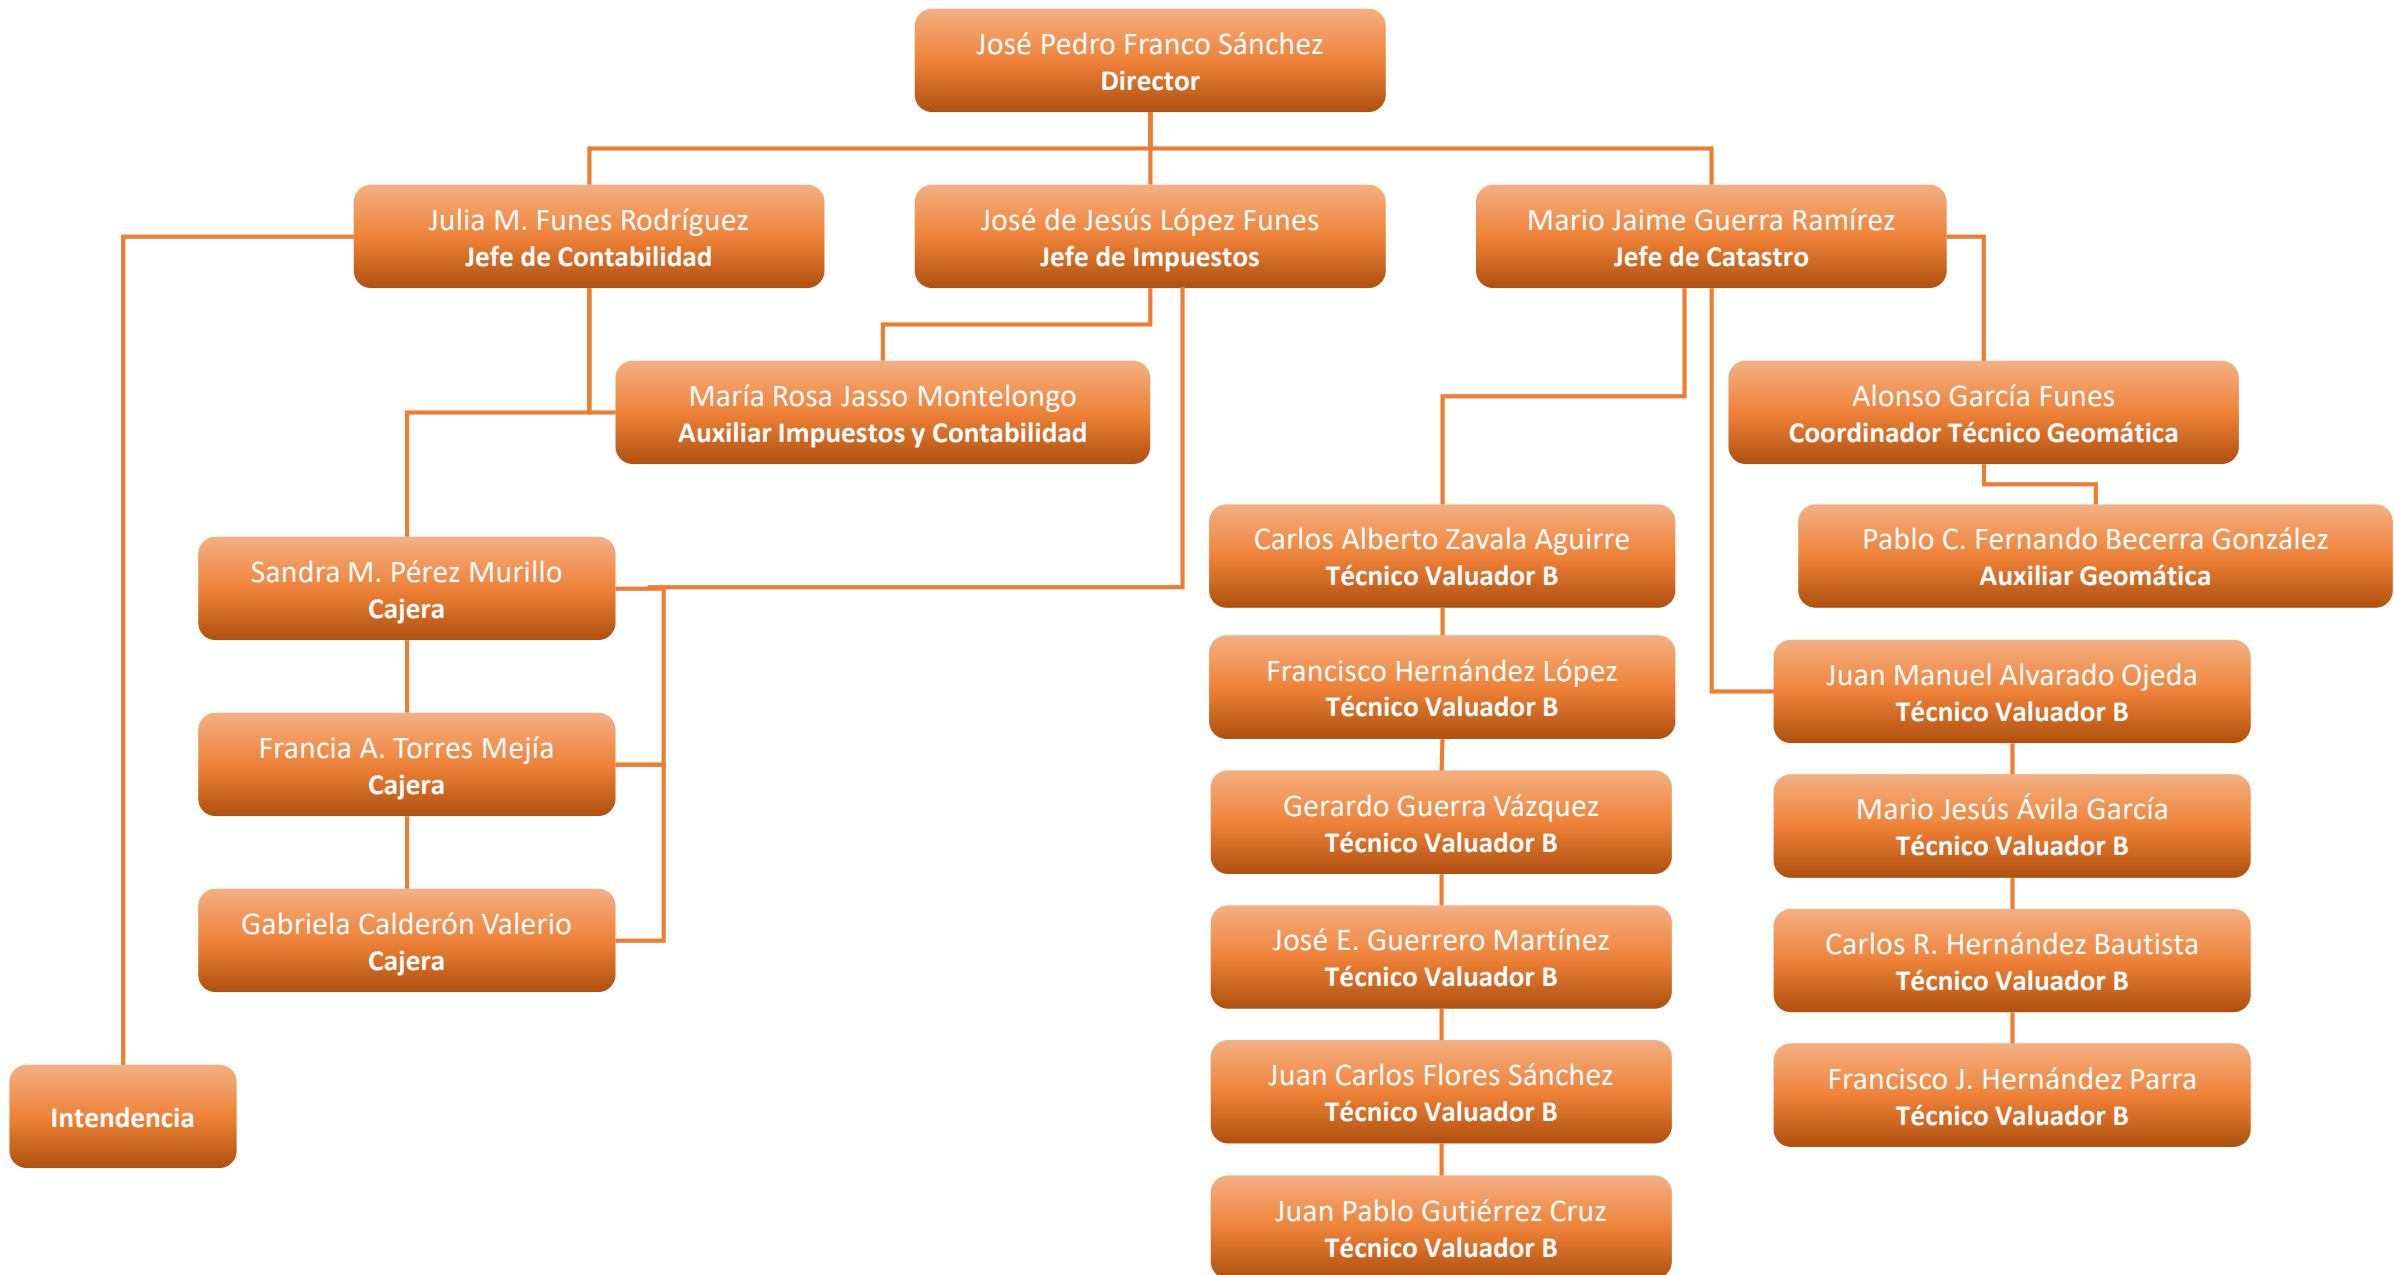 José Pedro Franco Sánchez
Director
Julia M. Funes Rodríguez
Jefe de Contabilidad
José de Jesús López Funes
Jefe de Impuestos
Mario Jaime Guerra Ramírez
Jefe de Catastro
María Rosa Jasso Montelongo
Auxiliar Impuestos y Contabilidad
Alonso García Funes
Coordinador Técnico Geomática
Carlos Alberto Zavala Aguirre
Técnico Valuador B
Pablo C. Fernando Becerra González
Auxiliar Geomática
Sandra M. Pérez Murillo
Cajera
Francisco Hernández López
Técnico Valuador B
Juan Manuel Alvarado Ojeda
Técnico Valuador B
Francia A. Torres Mejía
Cajera
Gerardo Guerra Vázquez
Técnico Valuador B
Mario Jesús Ávila García
Técnico Valuador B
Gabriela Calderón Valerio
Cajera
José E. Guerrero Martínez
Técnico Valuador B
Carlos R. Hernández Bautista
Técnico Valuador B
Juan Carlos Flores Sánchez
Técnico Valuador B
Francisco J. Hernández Parra
Técnico Valuador B
Intendencia
Juan Pablo Gutiérrez Cruz
Técnico Valuador B